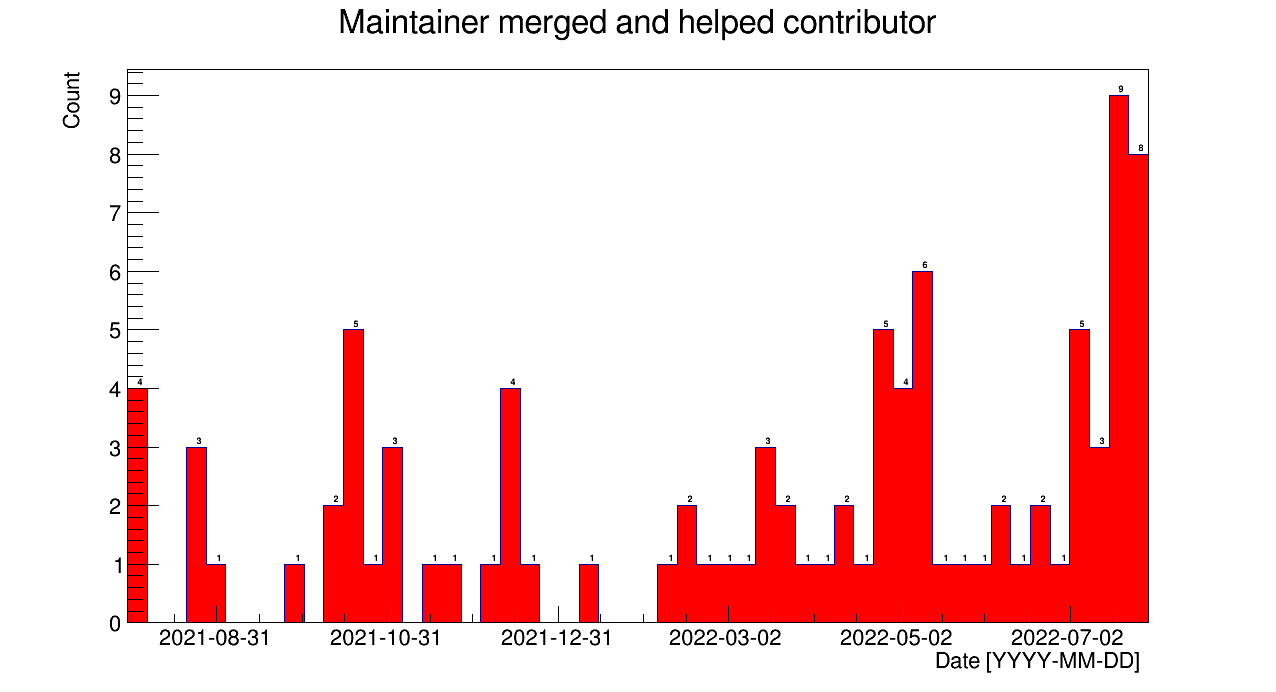 Maintainer merged and helped contributor
Count
9
8
7
6
5
4
3
2
1
0
4 3 1 1 2 5 1 3 1 1 1 4 1 1 1 2 1 1 1 3 2 1 1 2 1 5 4 6 1 1 1 2 1 2 1 5 3 9 8
2021-08-31 2021-10-31 2021-12-31 2022-03-02 2022-05-02 2022-07-02
Date [YYYY-MM-DD]